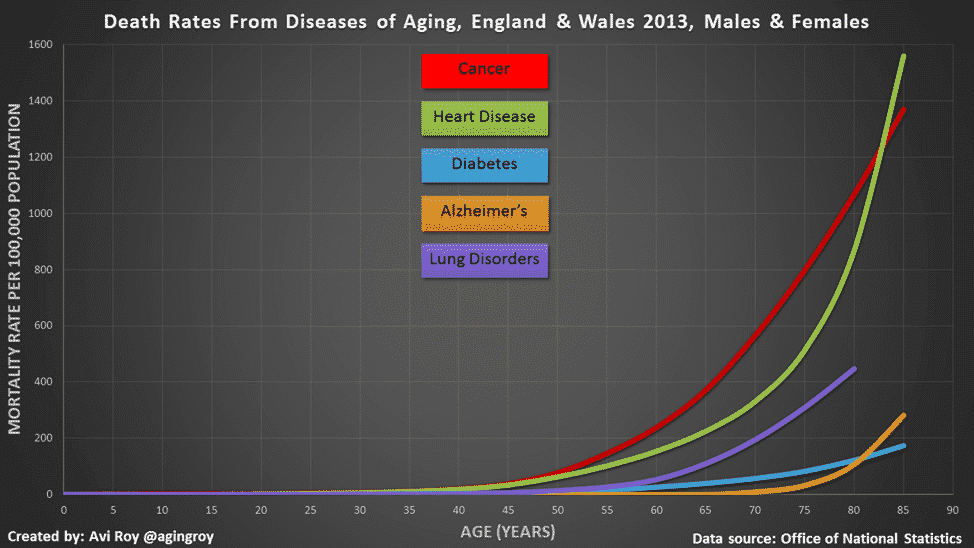 Death Rates From Diseases of Aging, England & Wales 2013, Males & Females
MORTALITY RATE PER 100,000 POPULATION
1600
1400
1200
1000
800
600
400
200
0
Cancer
Heart Disease
Diabetes
Alzheimer's
Lung Disorders
0 5 10 15 20 25 30 35 40 45 50 55 60 65 70 75 80 85 90
AGE (YEARS)
Created by: Avi Roy @agingroy
Data source: Office of National Statistics